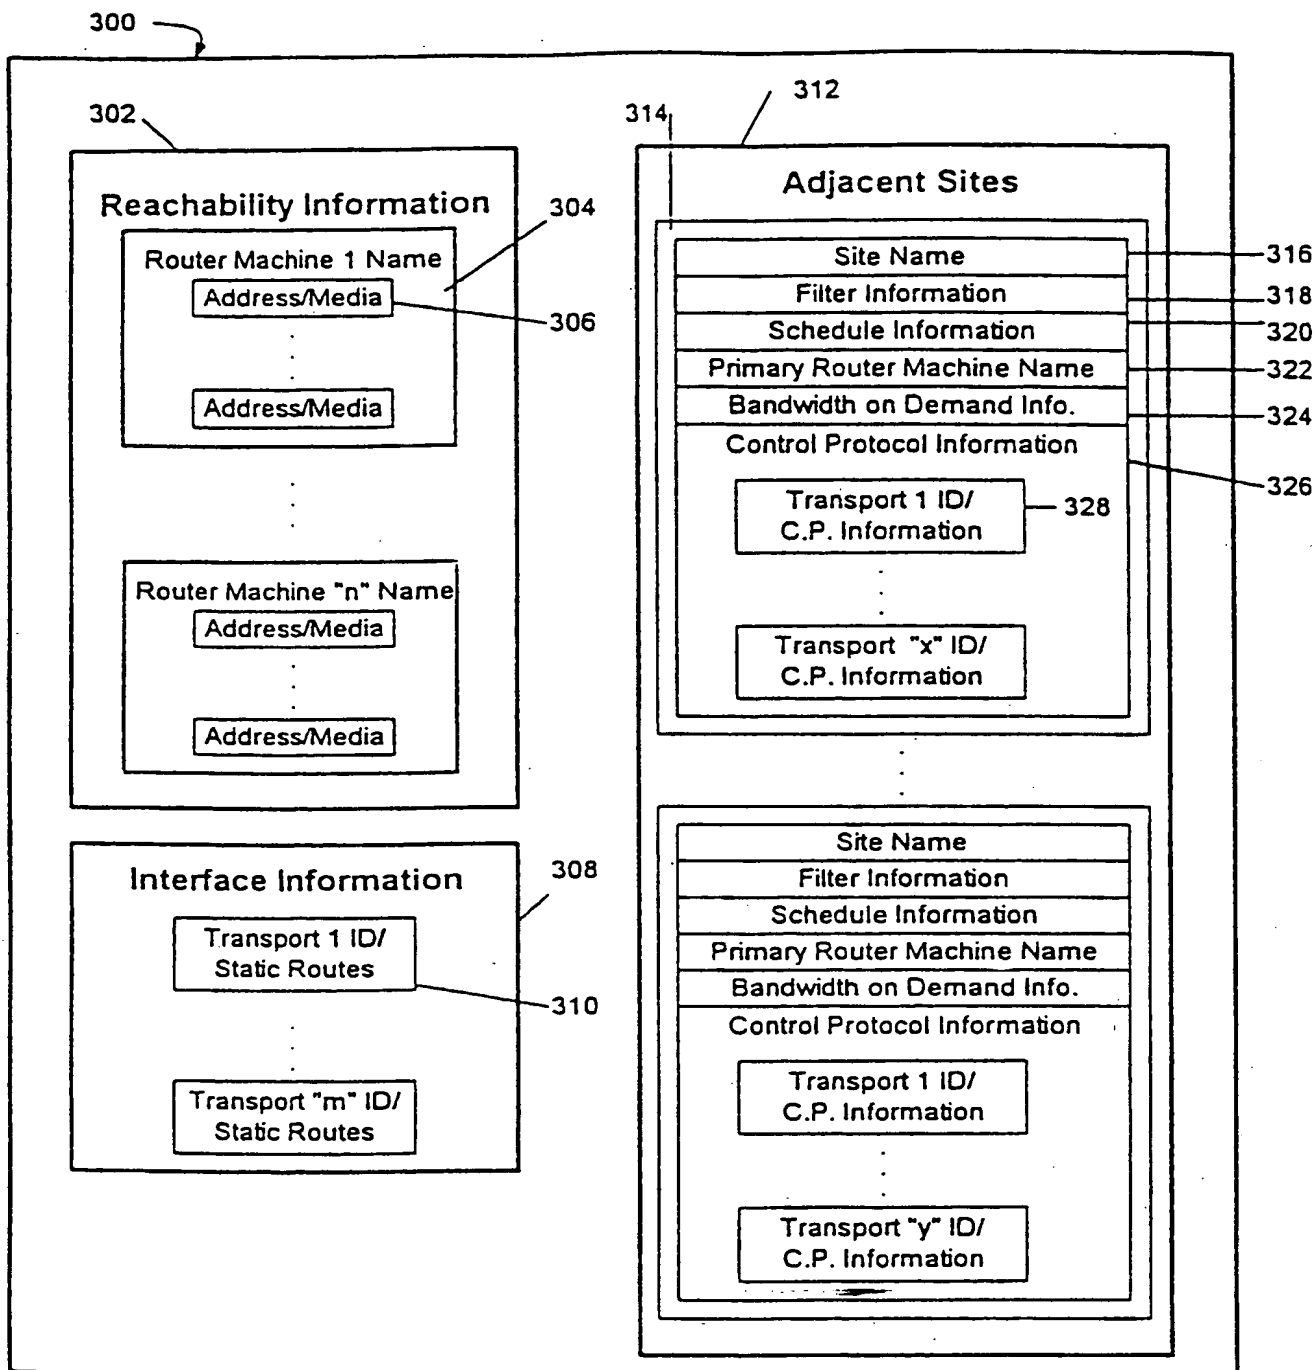 300
302
Reachability Information
304
Router Machine 1 Name
Address/Media
306
Address/Media
Router Machine "n" Name
Address/Media
Address/Media
Interface Information
308
Transport 1 ID/
Static Routes
310
Transport "m" ID/
Static Routes
312
314
Adjacent Sites
Site Name
316
Filter Information
318
Schedule Information
320
Primary Router Machine Name
322
Bandwidth on Demand Info.
324
Control Protocol Information
326
Transport 1 ID/
C.P. Information
328
Transport "x" ID/
C.P. Information
Site Name
Filter Information
Schedule Information
Primary Router Machine Name
Bandwidth on Demand Info.
Control Protocol Information
Transport 1 ID/
C.P. Information
Transport "y" ID/
C.P. Information